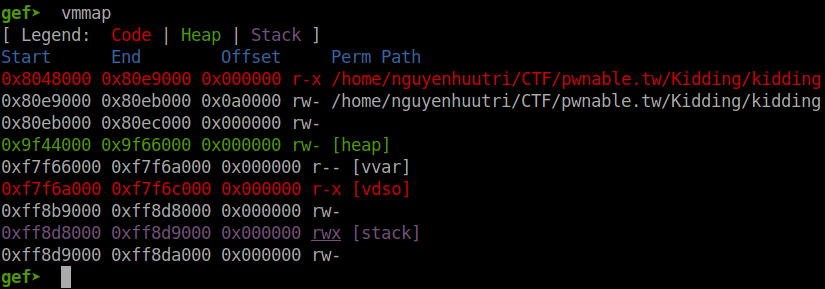 gef➤  vmmap
[ Legend:  Code | Heap | Stack ]
Start      End        Offset     Perm Path
0x8048000 0x80e9000 0x000000 r-x /home/nguyenhuutri/CTF/pwnable.tw/Kidding/kidding
0x80e9000 0x80eb000 0x0a0000 rw- /home/nguyenhuutri/CTF/pwnable.tw/Kidding/kidding
0x80eb000 0x80ec000 0x000000 rw-
0x9f44000 0x9f66000 0x000000 rw- [heap]
0xf7f66000 0xf7f6a000 0x000000 r-- [vvar]
0xf7f6a000 0xf7f6c000 0x000000 r-x [vdso]
0xff8b9000 0xff8d8000 0x000000 rw-
0xff8d8000 0xff8d9000 0x000000 rwx [stack]
0xff8d9000 0xff8da000 0x000000 rw-
gef➤